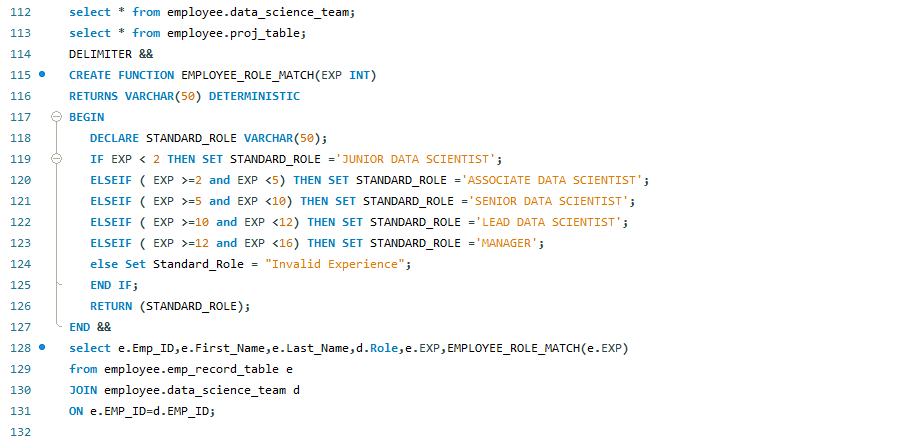 112 select * from employee.data_science_team;
113 select * from employee.proj_table;
114 DELIMITER &&
115 CREATE FUNCTION EMPLOYEE_ROLE_MATCH(EXP INT)
116 RETURNS VARCHAR(50) DETERMINISTIC
117 BEGIN
118 DECLARE STANDARD_ROLE VARCHAR(50);
119 IF EXP < 2 THEN SET STANDARD_ROLE ='JUNIOR DATA SCIENTIST';
120 ELSEIF ( EXP >=2 and EXP <5) THEN SET STANDARD_ROLE ='ASSOCIATE DATA SCIENTIST';
121 ELSEIF ( EXP >=5 and EXP <10) THEN SET STANDARD_ROLE ='SENIOR DATA SCIENTIST';
122 ELSEIF ( EXP >=10 and EXP <12) THEN SET STANDARD_ROLE ='LEAD DATA SCIENTIST';
123 ELSEIF ( EXP >=12 and EXP <16) THEN SET STANDARD_ROLE ='MANAGER';
124 else Set Standard_Role = "Invalid Experience";
125 END IF;
126 RETURN (STANDARD_ROLE);
127 END &&
128 select e.Emp_ID,e.First_Name,e.Last_Name,d.Role,e.EXP,EMPLOYEE_ROLE_MATCH(e.EXP)
129 from employee.emp_record_table e
130 JOIN employee.data_science_team d
131 ON e.EMP_ID=d.EMP_ID;
132